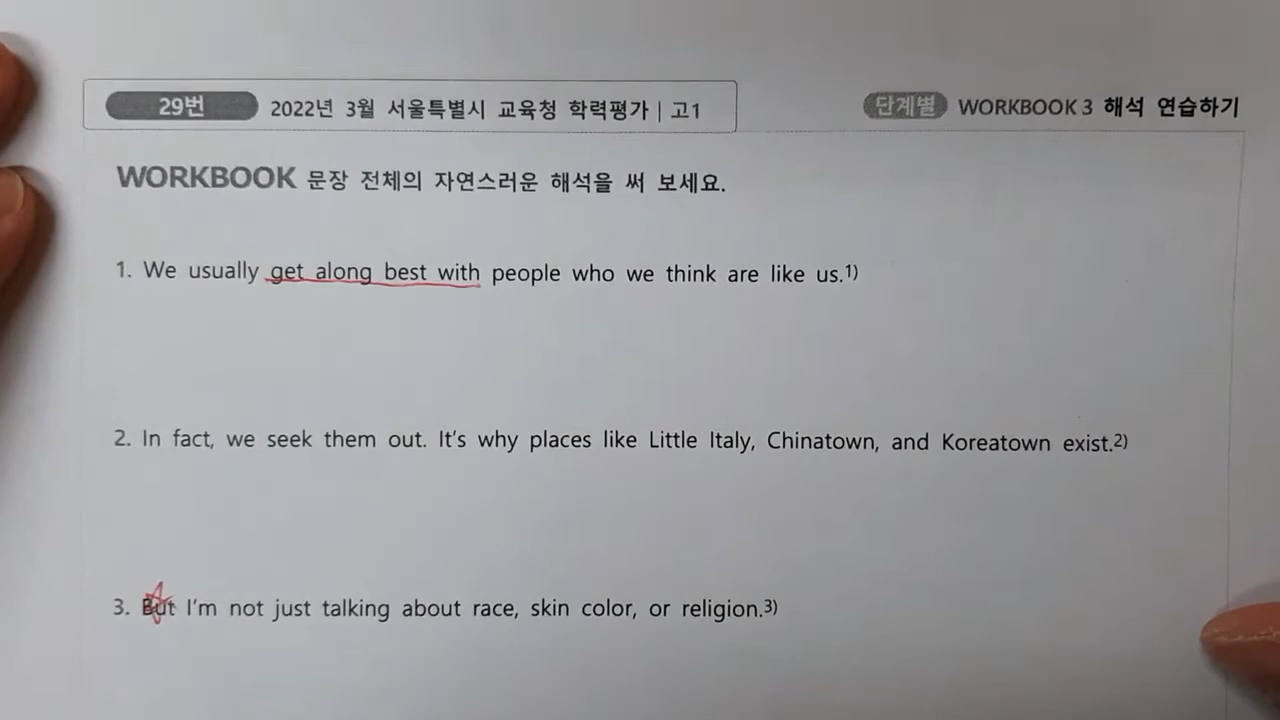 29번 2022년 3월 서울특별시 교육청 학력평가 | 고1 단계별 WORKBOOK 3 해석 연습하기
WORKBOOK 문장 전체의 자연스러운 해석을 써 보세요.
1. We usually get along best with people who we think are like us.1)
2. In fact, we seek them out. It's why places like Little Italy, Chinatown, and Koreatown exist.2)
3. But I'm not just talking about race, skin color, or religion.3)